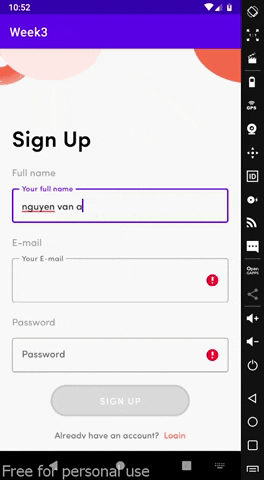 10:52
Week3
Sign Up
Full name
Your full name
nguyen van a
E-mail
Your E-mail
Password
Password
SIGN UP
Already have an account? Login
Free for personal use
GPS
ID
OPEN
GAPPS